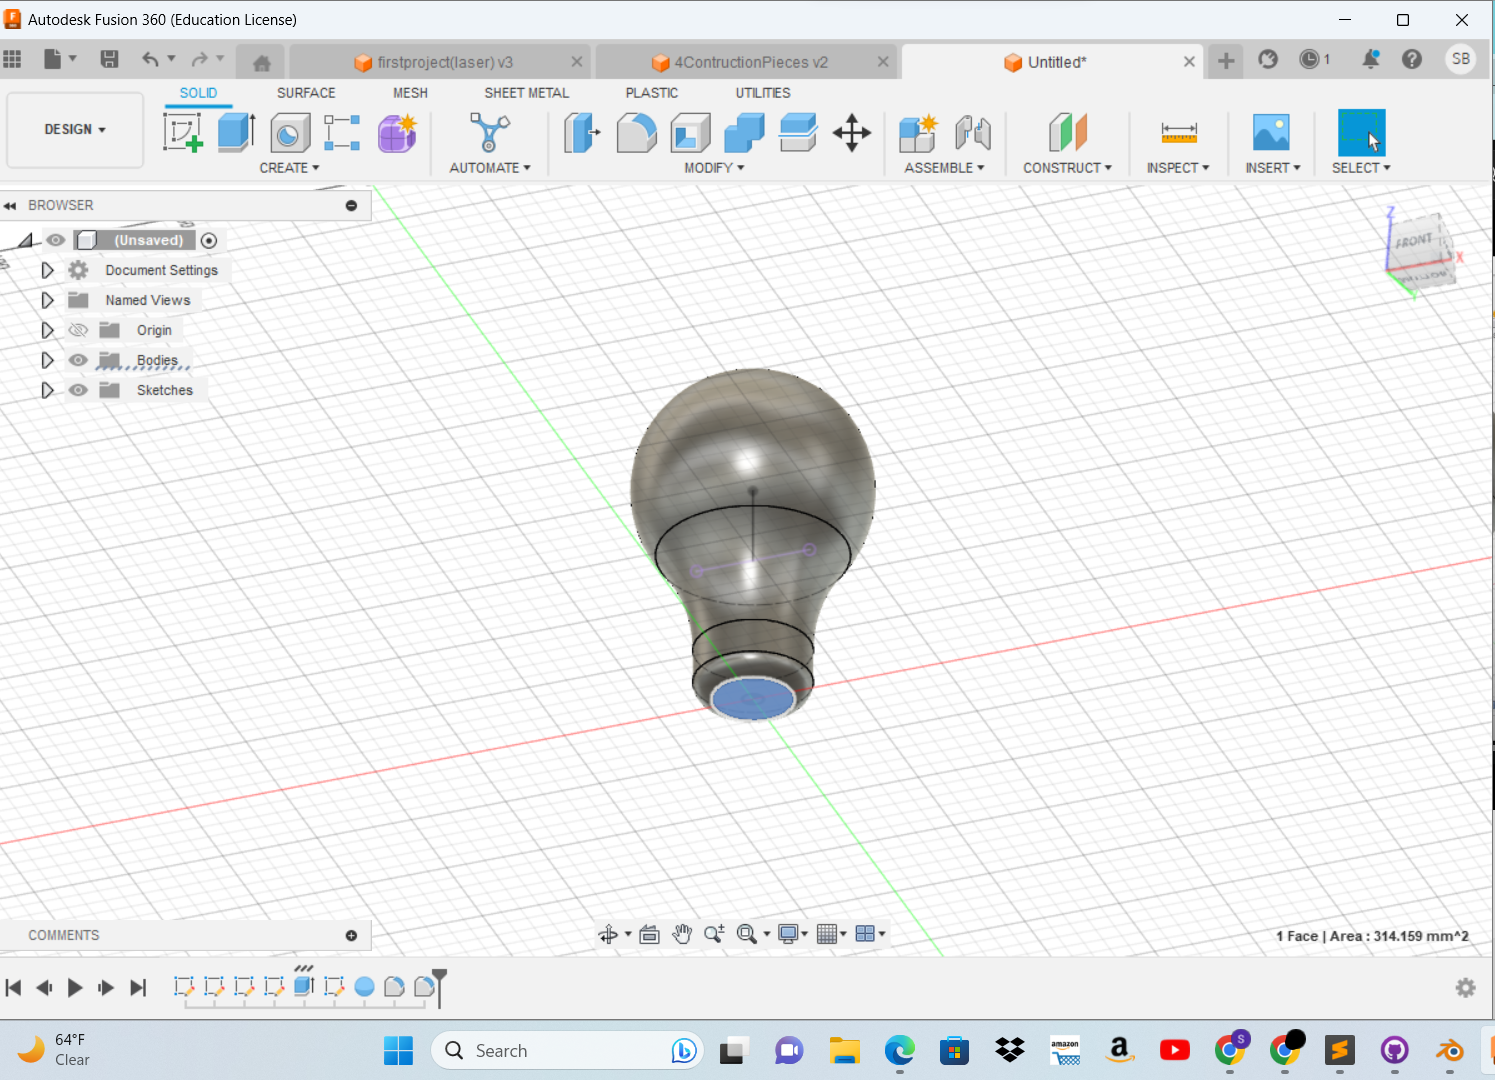 Autodesk Fusion 360 (Education License)
firstproject(laser) v3
4ContructionPieces v2
Untitled*
1
SB
SOLID
SURFACE
MESH
SHEET METAL
PLASTIC
UTILITIES
DESIGN
CREATE
AUTOMATE
MODIFY
ASSEMBLE
CONSTRUCT
INSPECT
INSERT
SELECT
BROWSER
(Unsaved)
Document Settings
Named Views
Origin
Bodies
Sketches
Z
FRONT
X
COMMENTS
1 Face | Area : 314.159 mm^2
64°F
Clear
Search
amazon
S